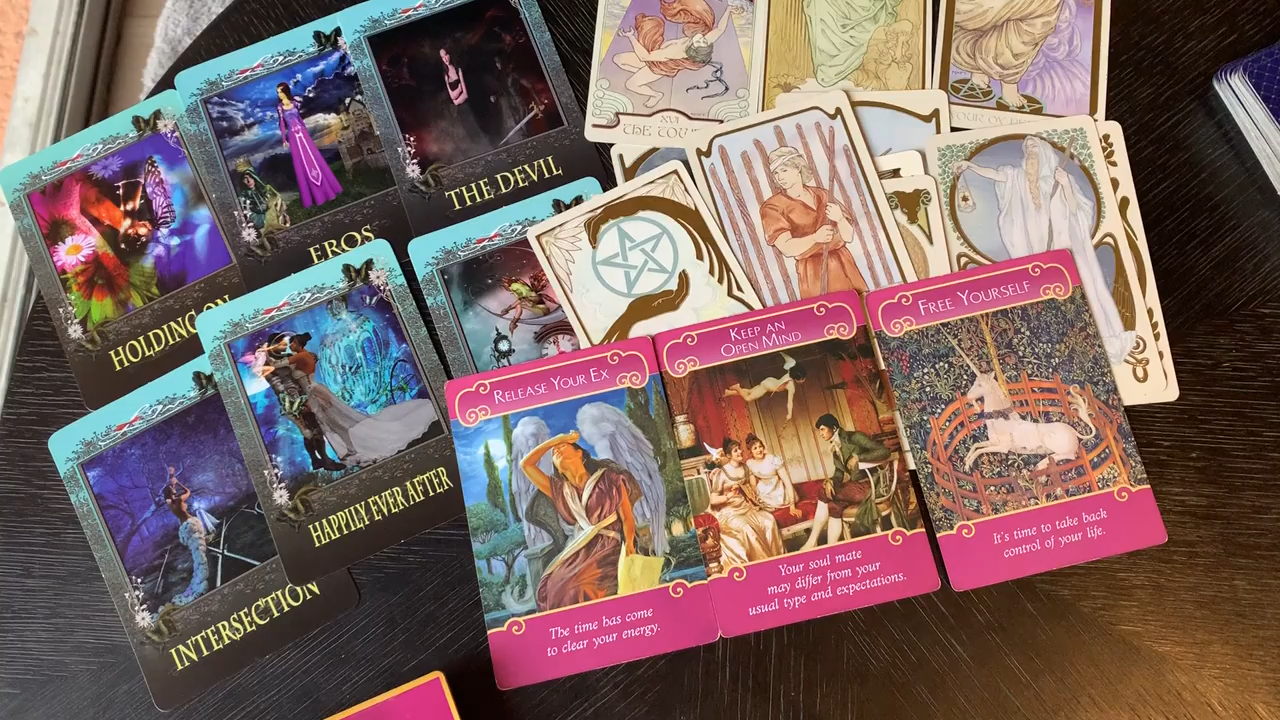 THE DEVIL
EROS
HOLDING ON
HAPPILY EVER AFTER
INTERSECTION
XVI
THE TOW
RELEASE YOUR EX
The time has come
to clear your energy.
KEEP AN
OPEN MIND
Your soul mate
may differ from your
usual type and expectations.
FREE YOURSELF
It's time to take back
control of your life.